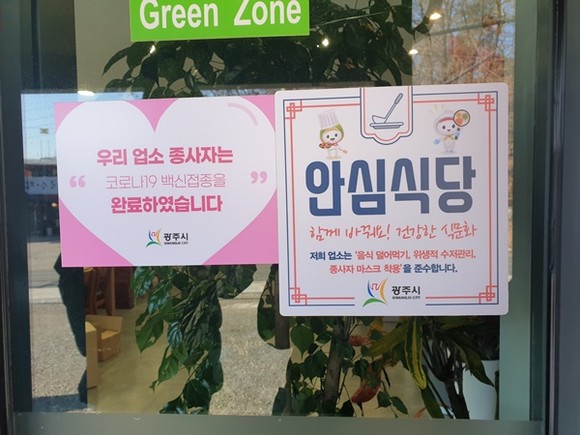 Green Zone
우리 업소 종사자는
“ 코로나19 백신접종을 ”
완료하였습니다
광주시
GWANGJU CITY
안심식당
함께 바꿔요! 건강한 식문화
저희 업소는 '음식 덜어먹기, 위생적 수저관리,
종사자 마스크 착용'을 준수합니다.
광주시
GWANGJU CITY